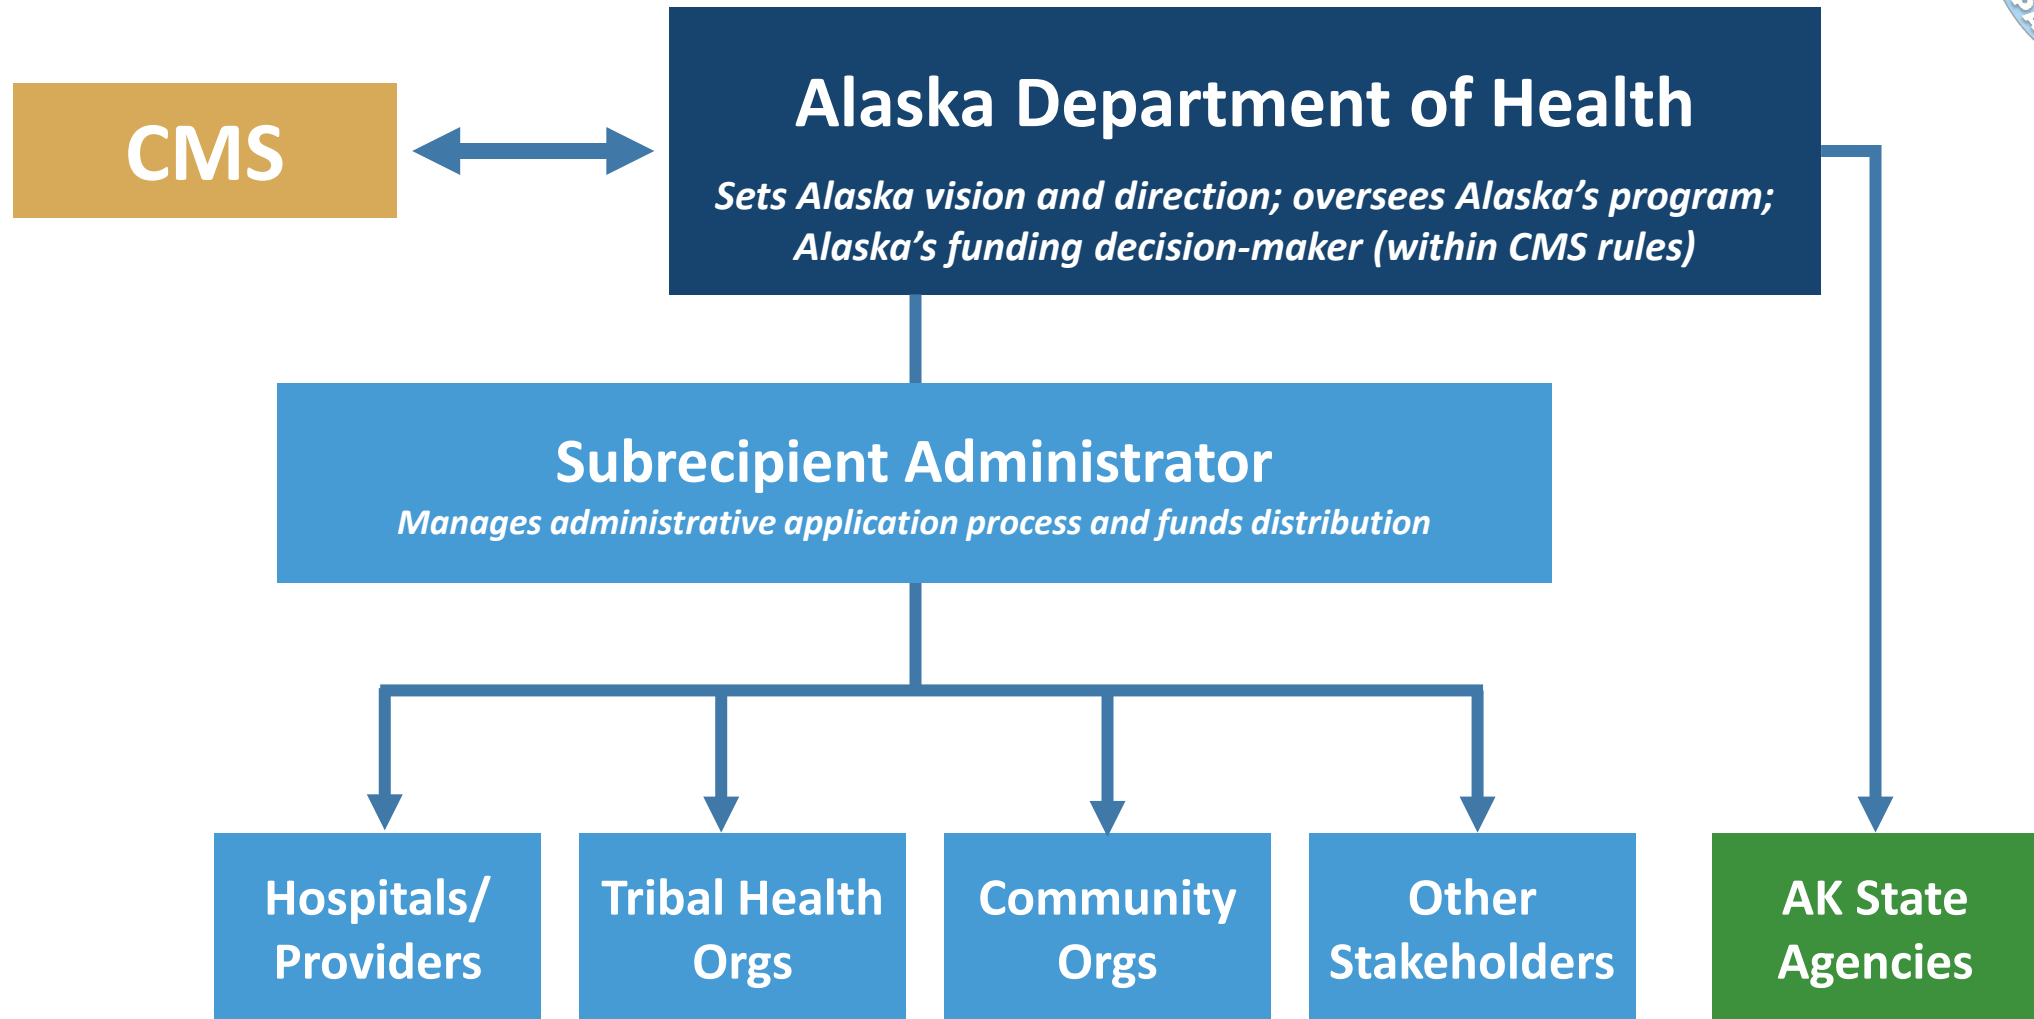 CMS
Alaska Department of Health
Sets Alaska vision and direction; oversees Alaska’s program;
Alaska’s funding decision-maker (within CMS rules)
Subrecipient Administrator
Manages administrative application process and funds distribution
Hospitals/
Providers
Tribal Health
Orgs
Community
Orgs
Other
Stakeholders
AK State
Agencies